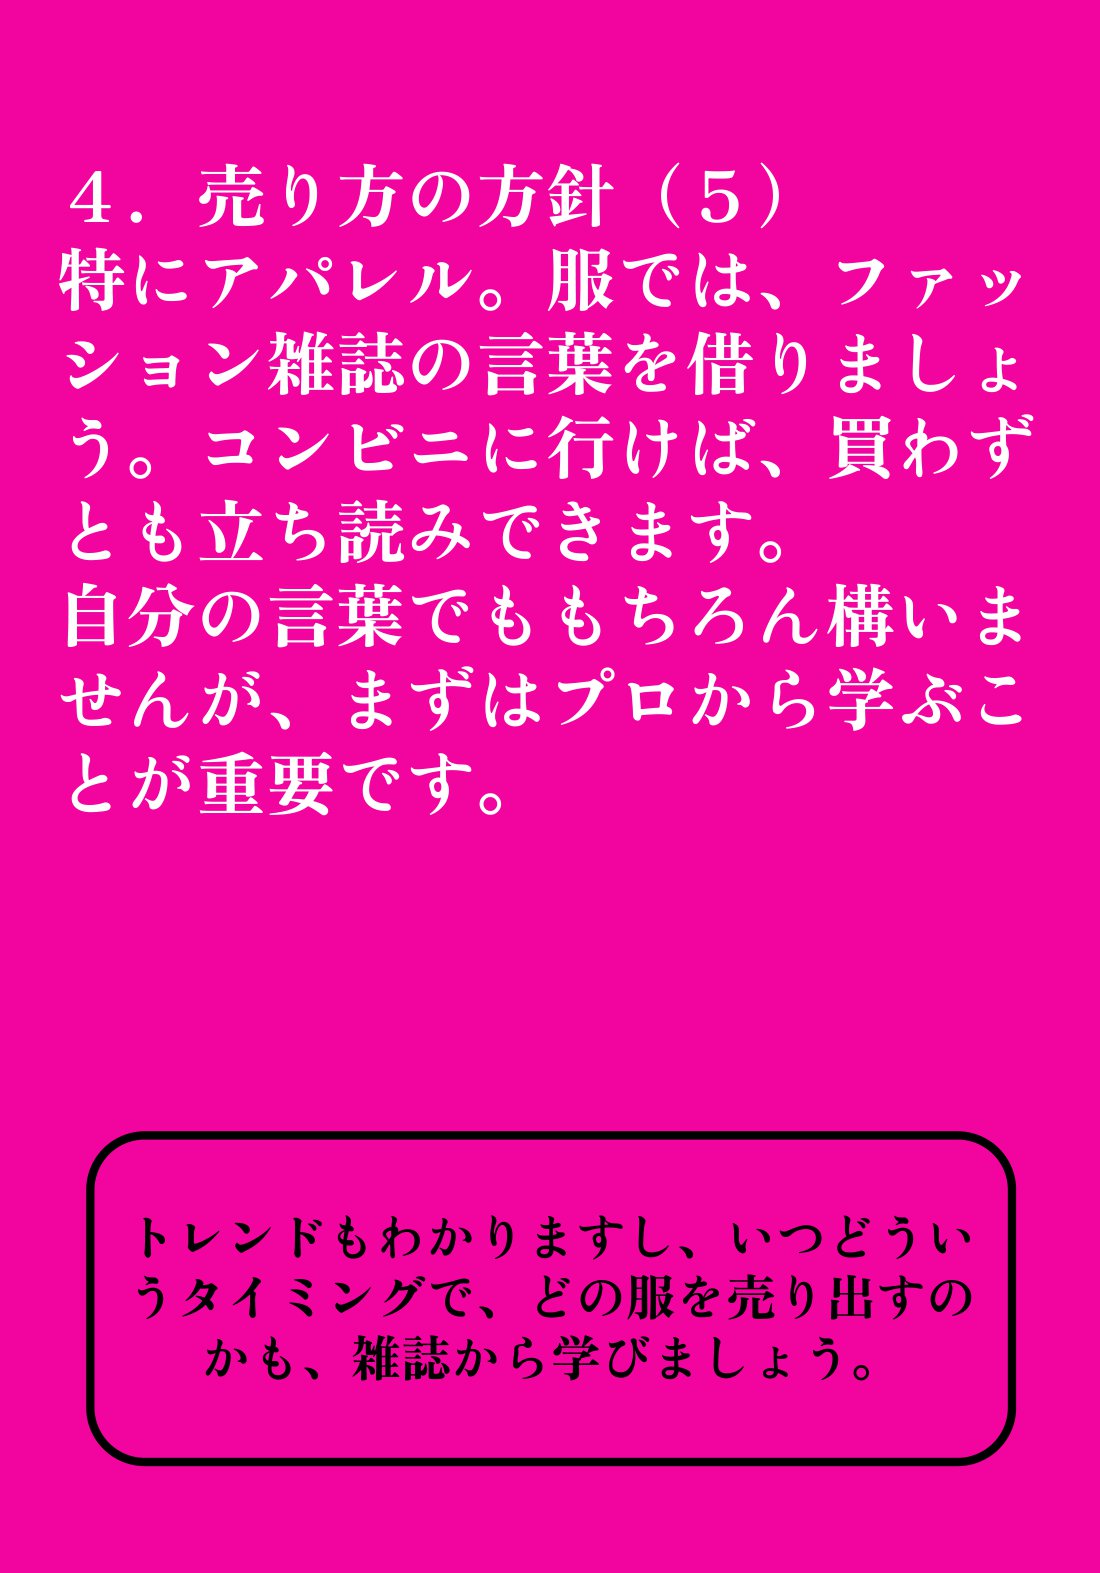 ４．売り方の方針（５）
特にアパレル。服では、ファッ
ション雑誌の言葉を借りましょ
う。コンビニに行けば、買わず
とも立ち読みできます。
自分の言葉でももちろん構いま
せんが、まずはプロから学ぶこ
とが重要です。
トレンドもわかりますし、いつどうい
うタイミングで、どの服を売り出すの
かも、雑誌から学びましょう。